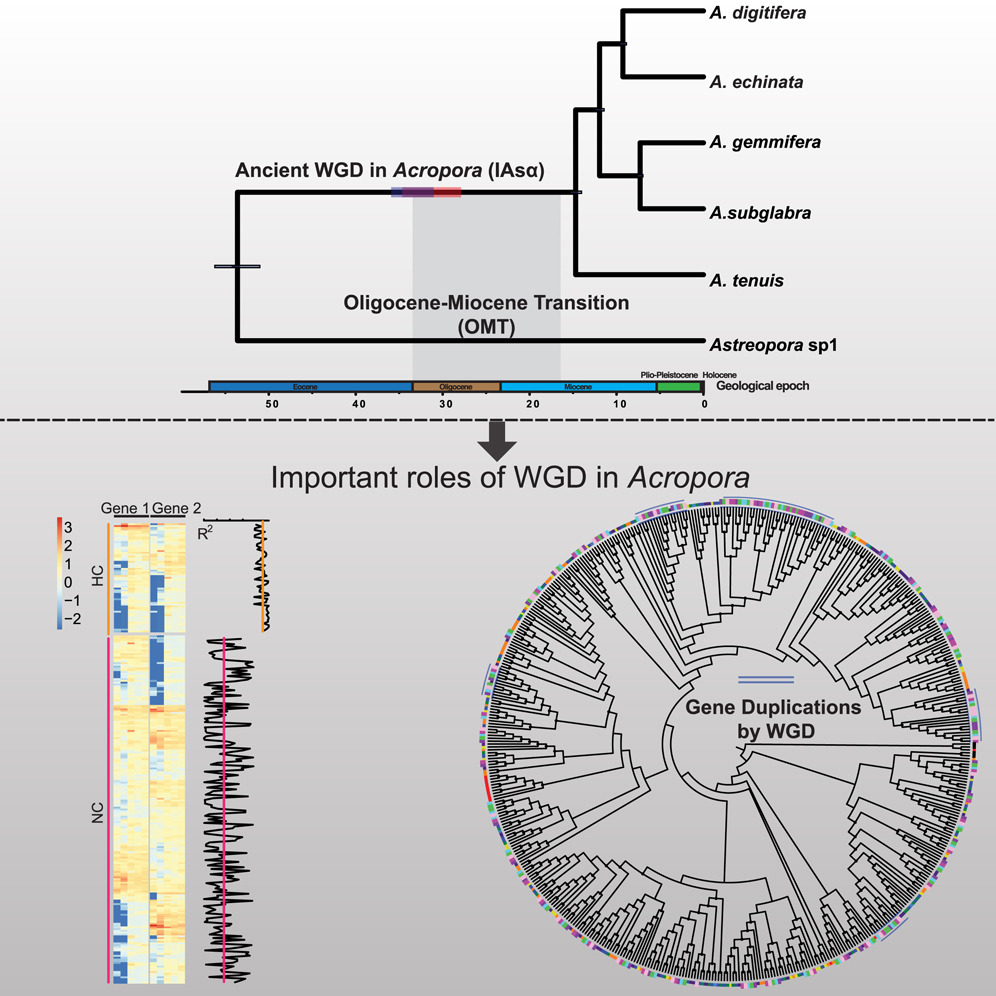 A. digitifera
A. echinata
A. gemmifera
Ancient WGD in Acropora (IAsα)
A.subglabra
A. tenuis
Oligocene-Miocene Transition
(OMT)
Astreopora sp1
Plio-Pleistocene Holocene
Eocene Oligocene Miocene Geological epoch
50 40 30 20 10 0
Important roles of WGD in Acropora
Gene 1 Gene 2
R²
3
2
1
0
−1
−2
HC
NC
Gene Duplications
by WGD